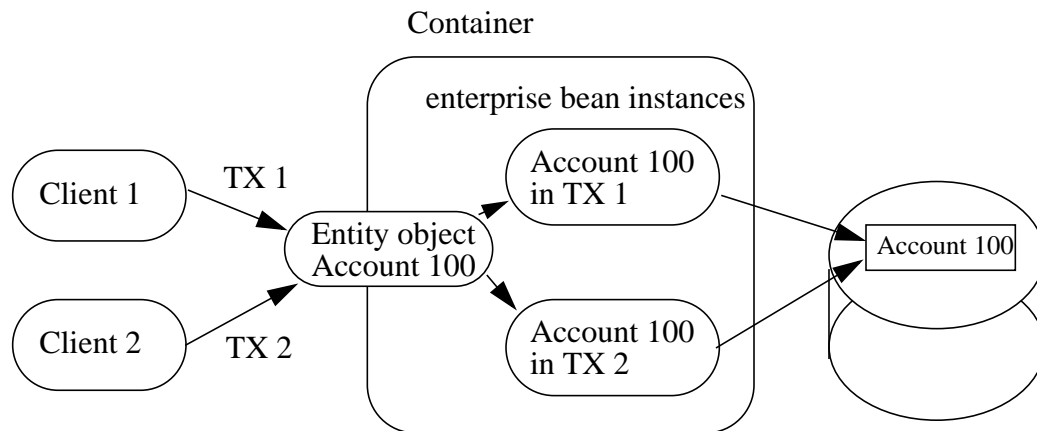 Container
enterprise bean instances
Client 1
TX 1
Account 100
in TX 1
Entity object
Account 100
Account 100
Client 2
TX 2
Account 100
in TX 2